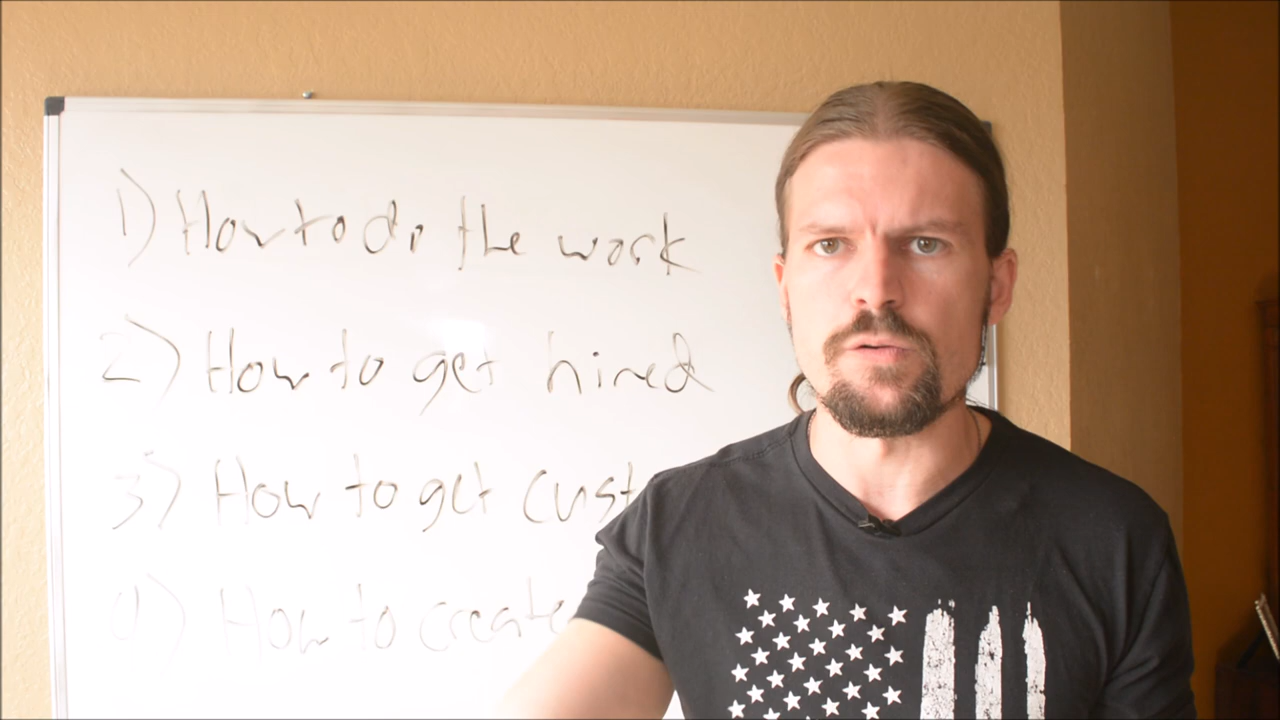 1) How to do the work
2) How to get hired
3) How to get cust
4) How to create